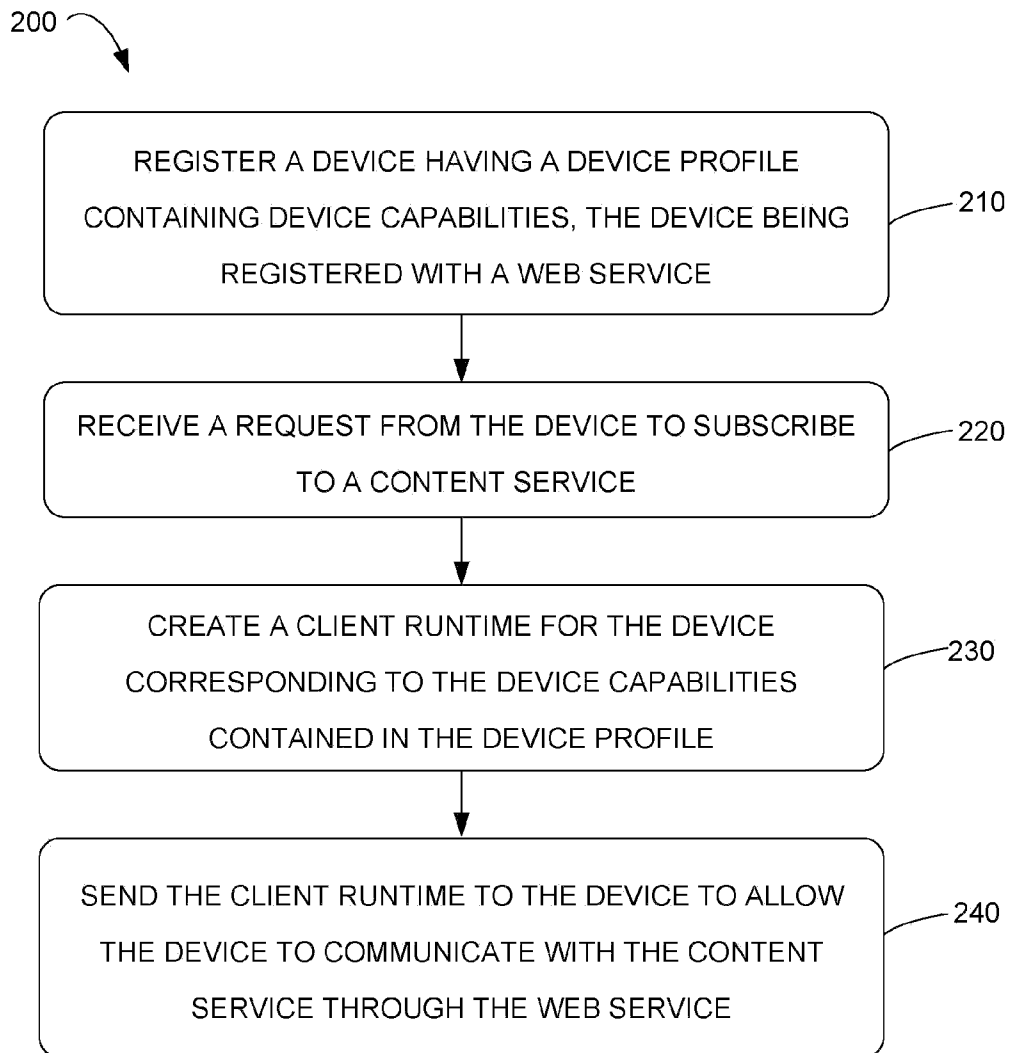 200
REGISTER A DEVICE HAVING A DEVICE PROFILE
CONTAINING DEVICE CAPABILITIES, THE DEVICE BEING
REGISTERED WITH A WEB SERVICE
210
RECEIVE A REQUEST FROM THE DEVICE TO SUBSCRIBE
TO A CONTENT SERVICE
220
CREATE A CLIENT RUNTIME FOR THE DEVICE
CORRESPONDING TO THE DEVICE CAPABILITIES
CONTAINED IN THE DEVICE PROFILE
230
SEND THE CLIENT RUNTIME TO THE DEVICE TO ALLOW
THE DEVICE TO COMMUNICATE WITH THE CONTENT
SERVICE THROUGH THE WEB SERVICE
240